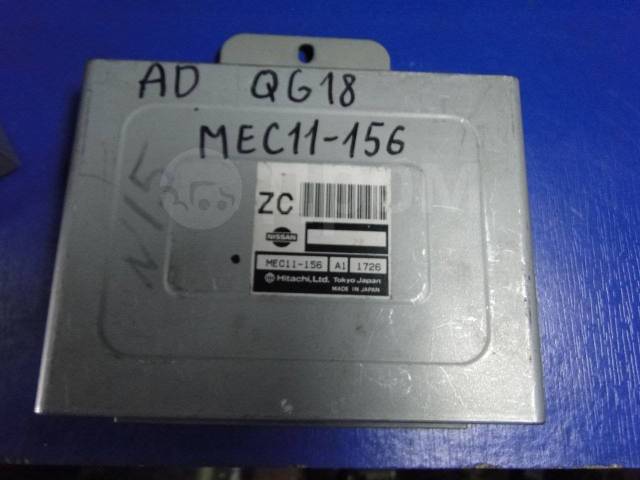 AD QG18
MEC11-156
N15
ZC
NISSAN
MEC11-156 A1 1726
Hitachi, Ltd. Tokyo Japan
MADE IN JAPAN